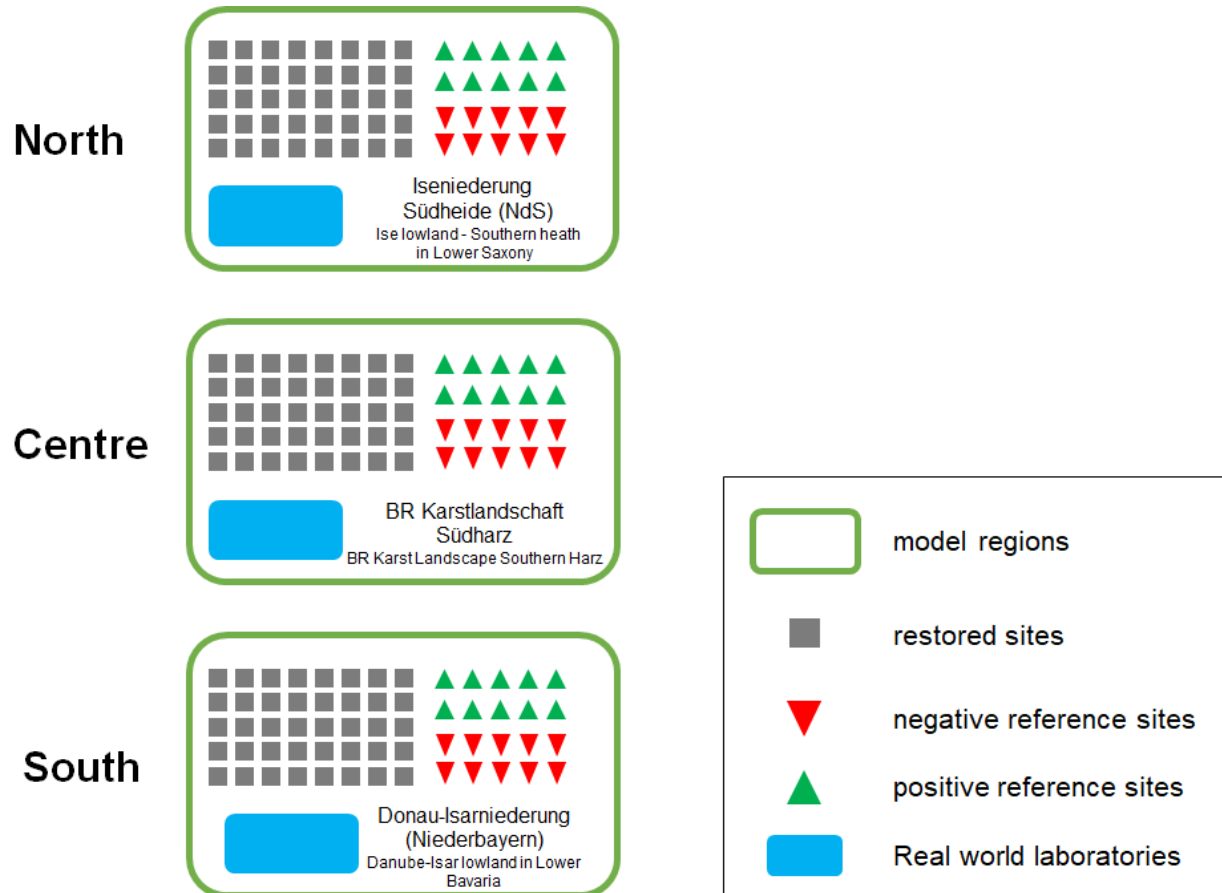 North
Iseniederung
Südheide (NdS)
Ise lowland - Southern heath
in Lower Saxony
Centre
BR Karstlandschaft
Südharz
BR Karst Landscape Southern Harz
South
Donau-Isarniederung
(Niederbayern)
Danube-Isar lowland in Lower
Bavaria
model regions
restored sites
negative reference sites
positive reference sites
Real world laboratories